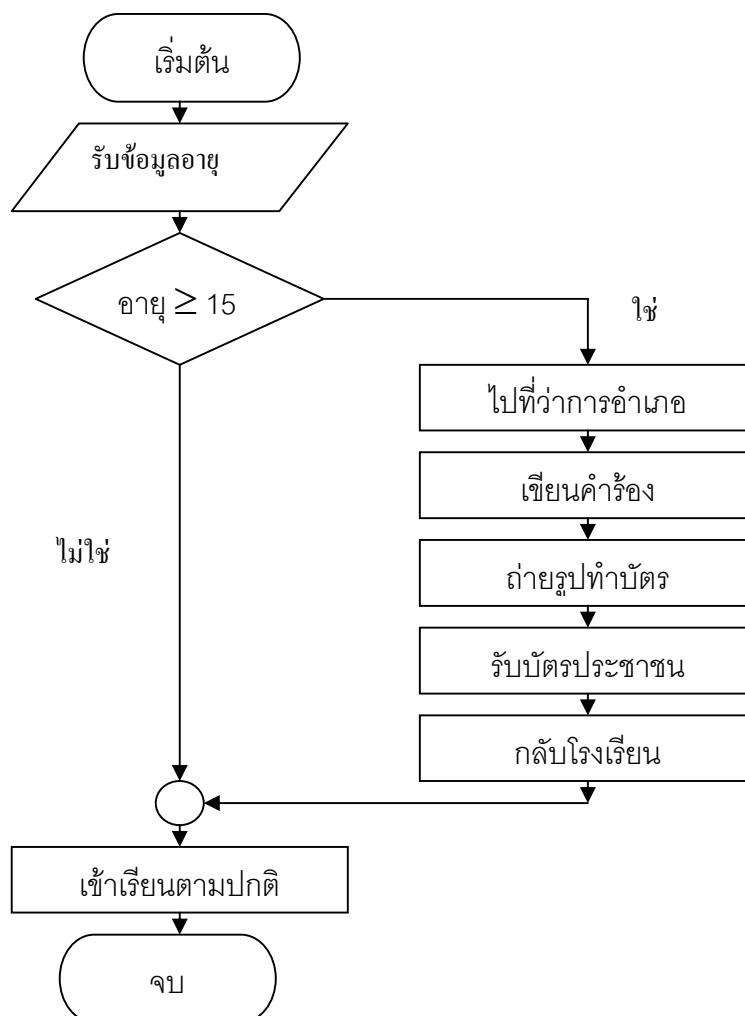 เริ่มต้น
รับข้อมูลอายุ
อายุ ≥ 15
ใช่
ไปที่ว่าการอำเภอ
เขียนคำร้อง
ถ่ายรูปทำบัตร
รับบัตรประชาชน
กลับโรงเรียน
ไม่ใช่
เข้าเรียนตามปกติ
จบ